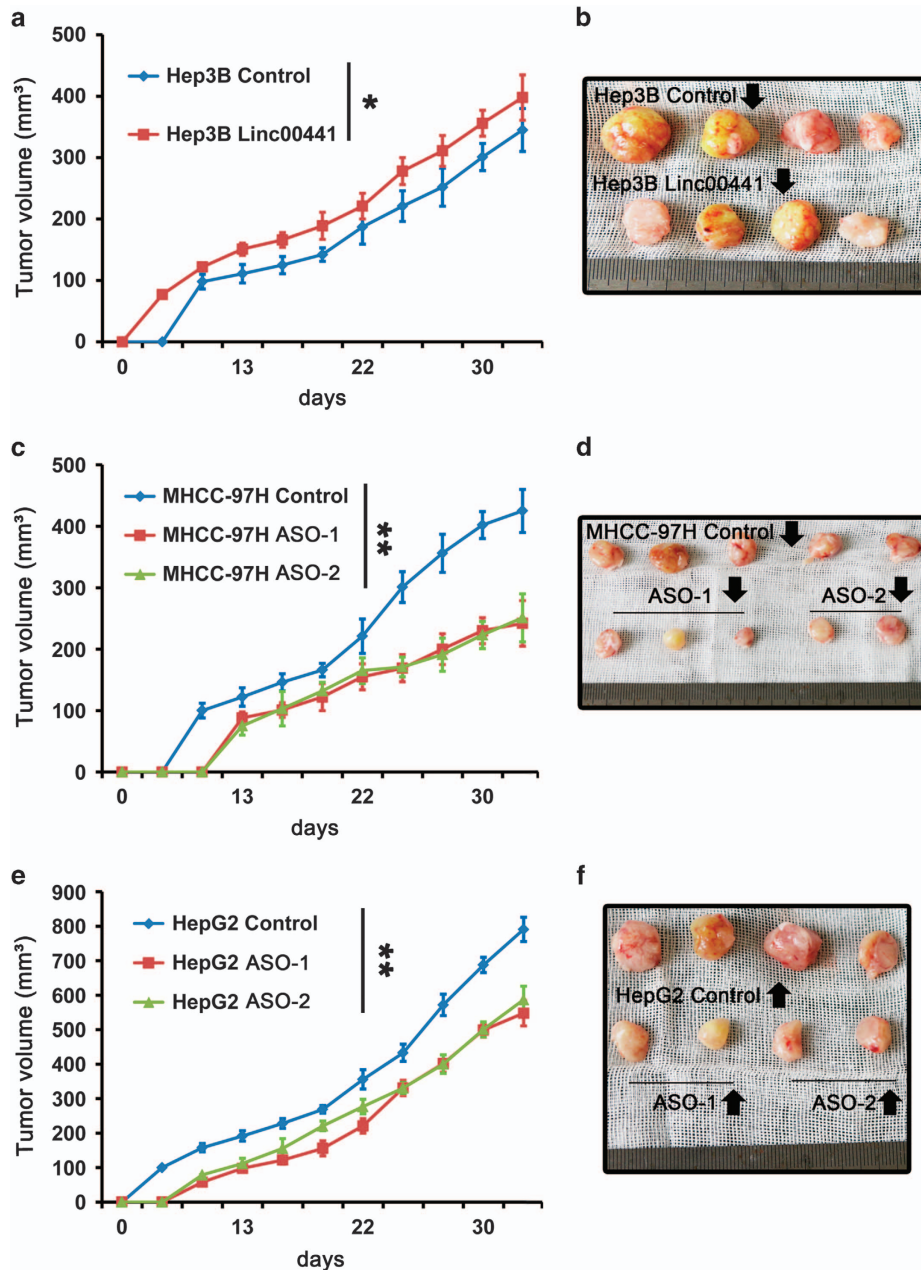 a
500
400
300
200
100
0
Tumor volume (mm³)
Hep3B Control
Hep3B Linc00441
*
0 13 22 30
days
b
Hep3B Control
Hep3B Linc00441
c
500
400
300
200
100
0
Tumor volume (mm³)
MHCC-97H Control
MHCC-97H ASO-1
MHCC-97H ASO-2
**
0 13 22 30
days
d
MHCC-97H Control
ASO-1 ASO-2
e
900
800
700
600
500
400
300
200
100
0
Tumor volume (mm³)
HepG2 Control
HepG2 ASO-1
HepG2 ASO-2
**
0 13 22 30
days
f
HepG2 Control
ASO-1 ASO-2